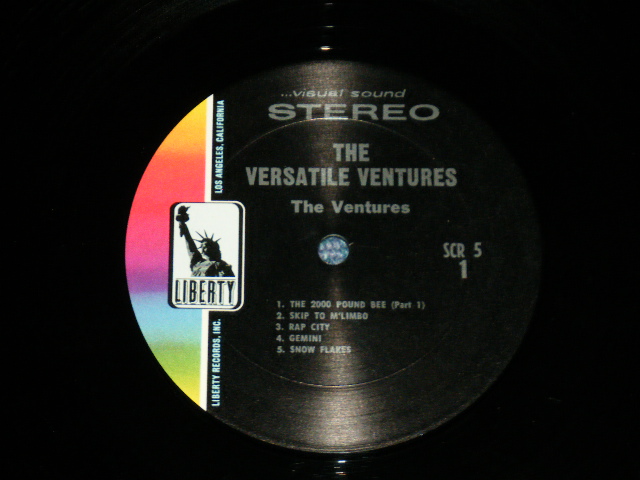 ...visual sound
STEREO
THE
VERSATILE VENTURES
The Ventures
SCR 5
1
1. THE 2000 POUND BEE (Part 1)
2. SKIP TO M'LIMBO
3. RAP CITY
4. GEMINI
5. SNOW FLAKES
LIBERTY
LIBERTY RECORDS, INC.
LOS ANGELES, CALIFORNIA